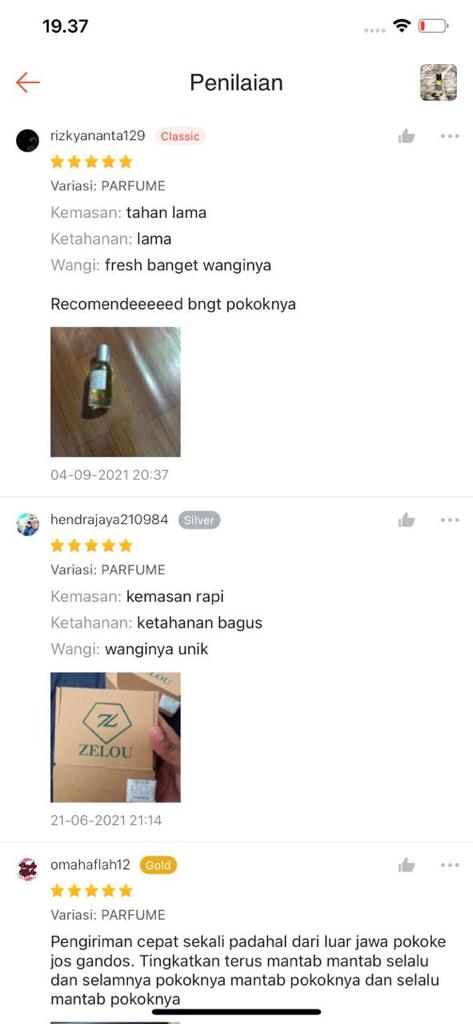 19.37
Penilaian
rizkyananta129 Classic
Variasi: PARFUME
Kemasan: tahan lama
Ketahanan: lama
Wangi: fresh banget wanginya
Recomendeeeeed bngt pokoknya
04-09-2021 20:37
hendrajaya210984 Silver
Variasi: PARFUME
Kemasan: kemasan rapi
Ketahanan: ketahanan bagus
Wangi: wanginya unik
ZELOU
ZELOU
21-06-2021 21:14
omahaflah12 Gold
Variasi: PARFUME
Pengiriman cepat sekali padahal dari luar jawa pokoke
jos gandos. Tingkatkan terus mantab mantab selalu
dan selamnya pokoknya mantab pokoknya dan selalu
mantab pokoknya